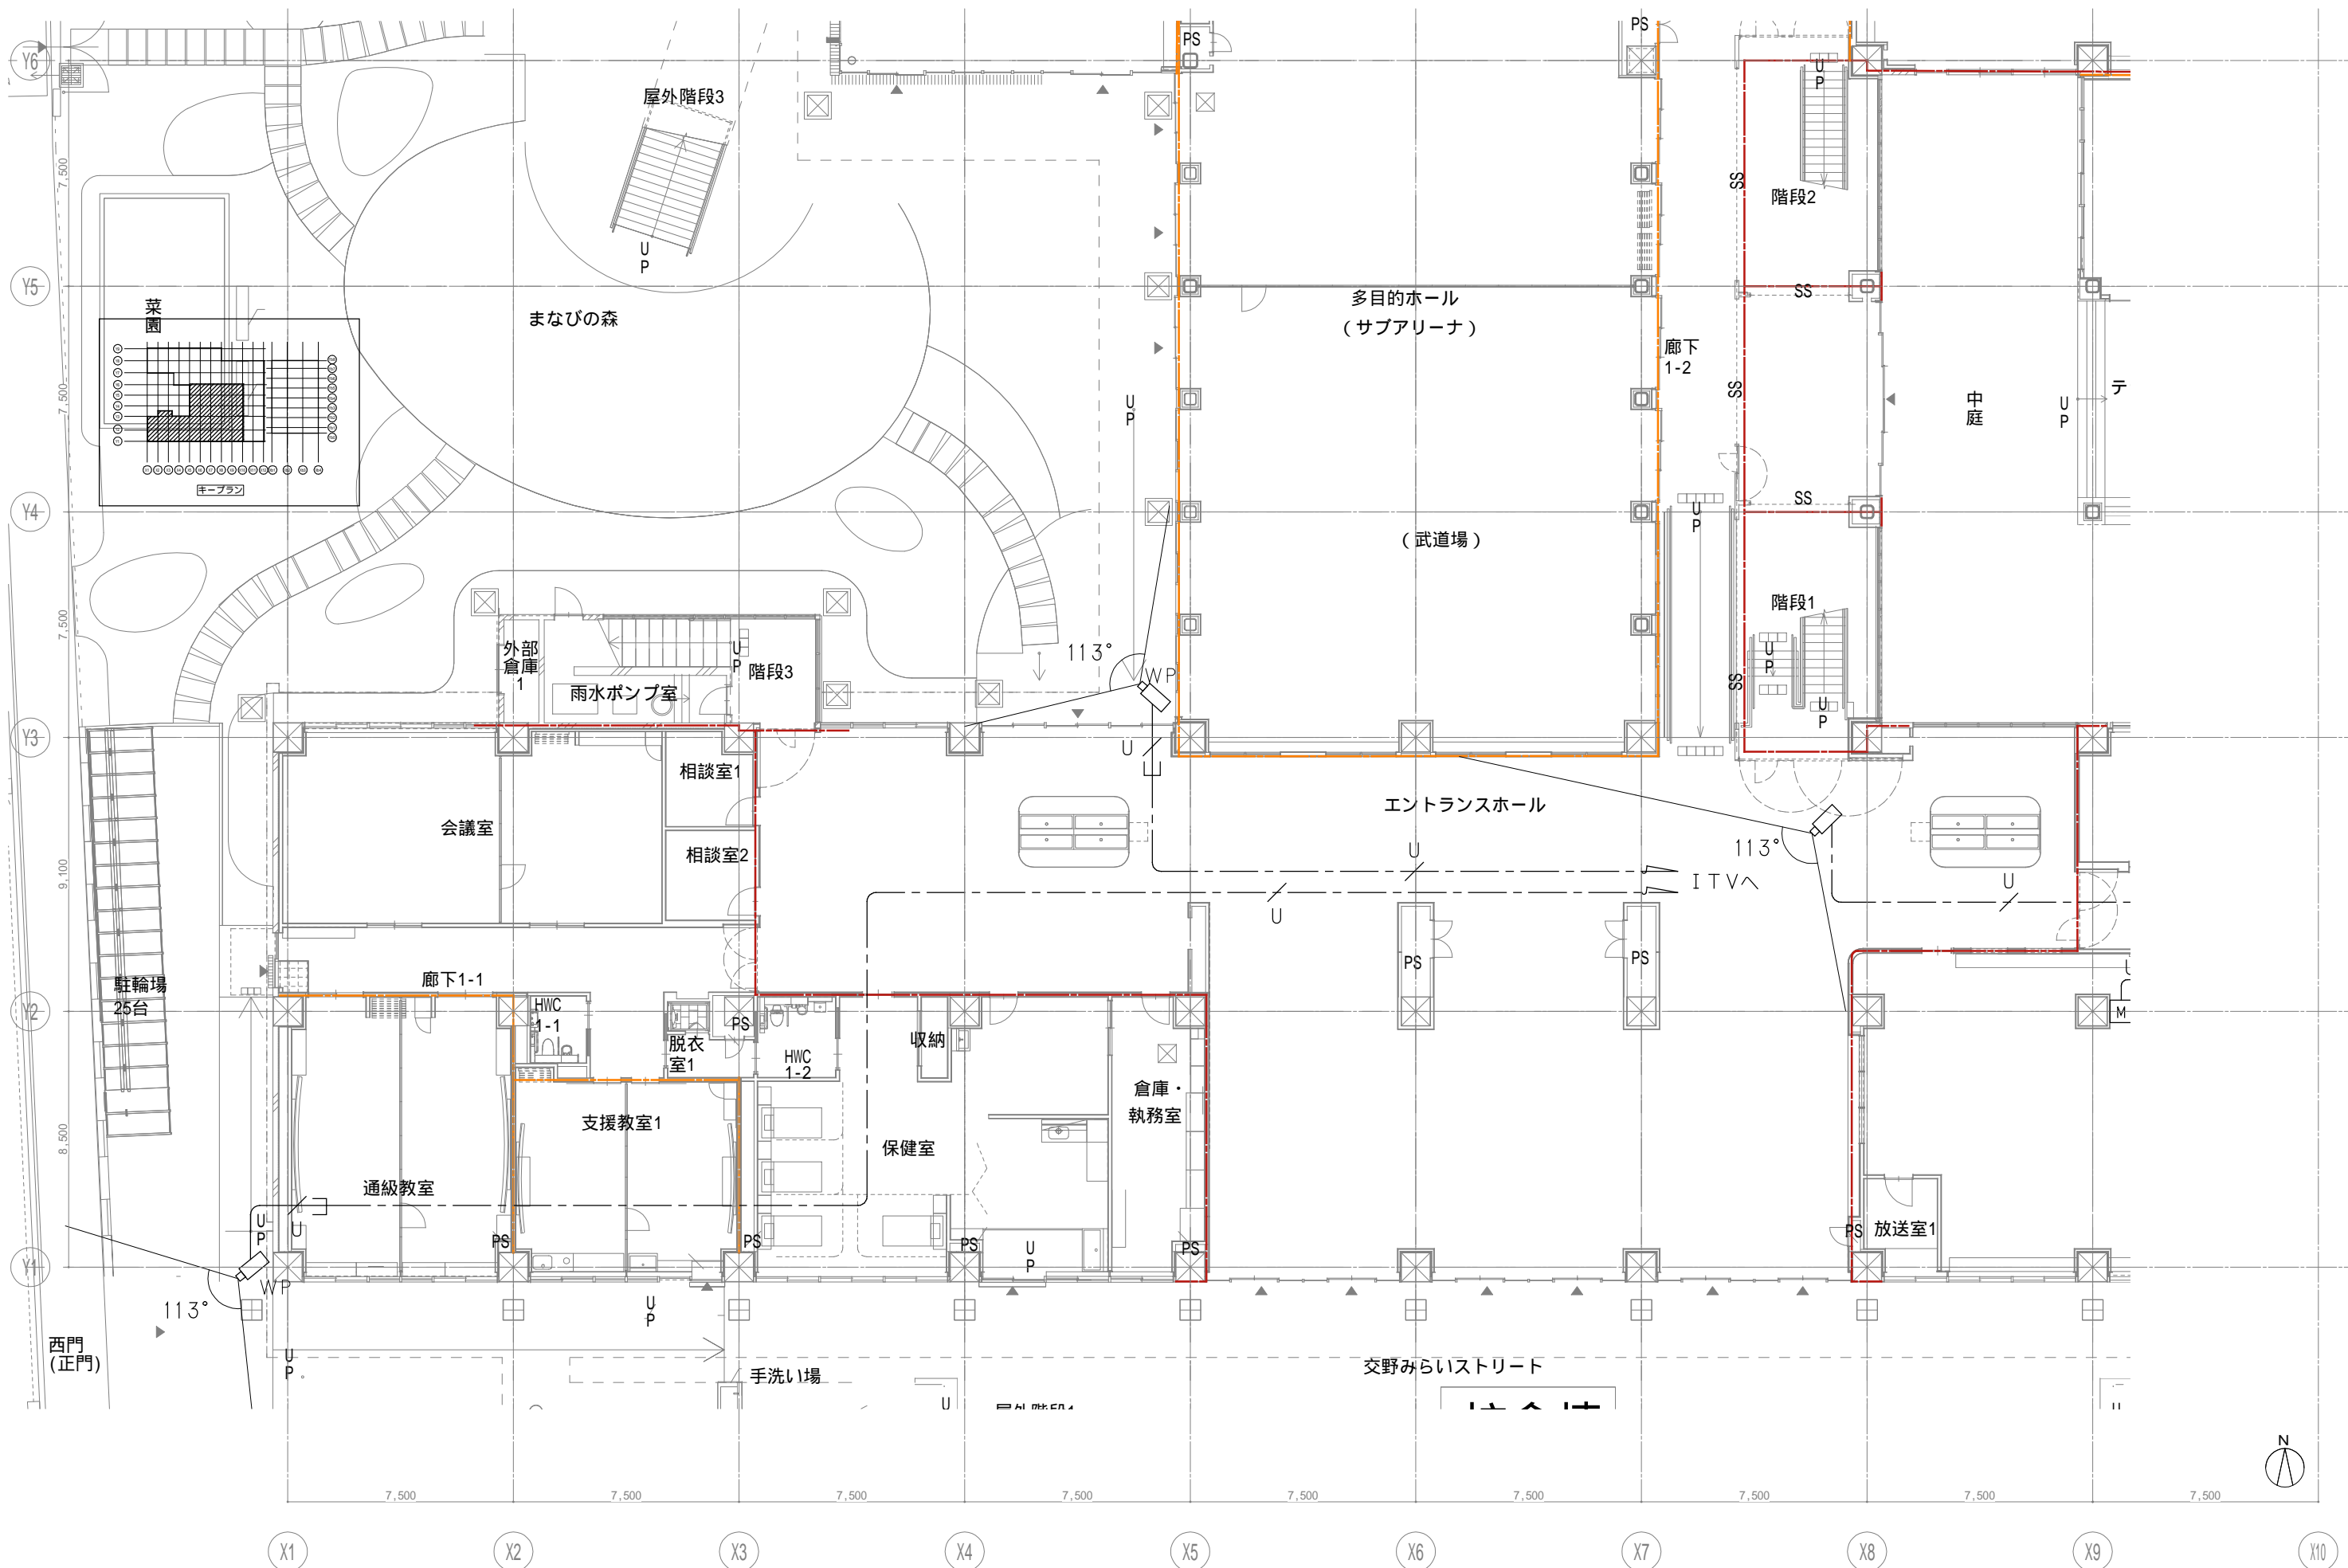 Y6
PS
PS
UP
屋外階段3
UP
7,500
SS
階段2
Y5
菜園
まなびの森
多目的ホール
（サブアリーナ）
SS
廊下
1-2
7,500
UP
SS
中庭
UP
テ
キープラン
Y4
SS
UP
（武道場）
7,500
外部
倉庫
1
雨水ポンプ室
UP
階段3
113°
WP
階段1
UP
SS
UP
Y3
U
相談室1
会議室
エントランスホール
相談室2
113°
U
9,100
ITVへ
U
U
PS
PS
廊下1-1
駐輪場
25台
Y2
HWC
1-1
PS
脱衣
室1
HWC
1-2
収納
M
倉庫・
執務室
支援教室1
保健室
8,500
通級教室
UP
U
PS
PS
PS
UP
PS
PS
放送室1
Y1
WP
113°
UP
西門
(正門)
UP
手洗い場
交野みらいストリート
U
N
7,500
7,500
7,500
7,500
7,500
7,500
7,500
7,500
7,500
X1
X2
X3
X4
X5
X6
X7
X8
X9
X10